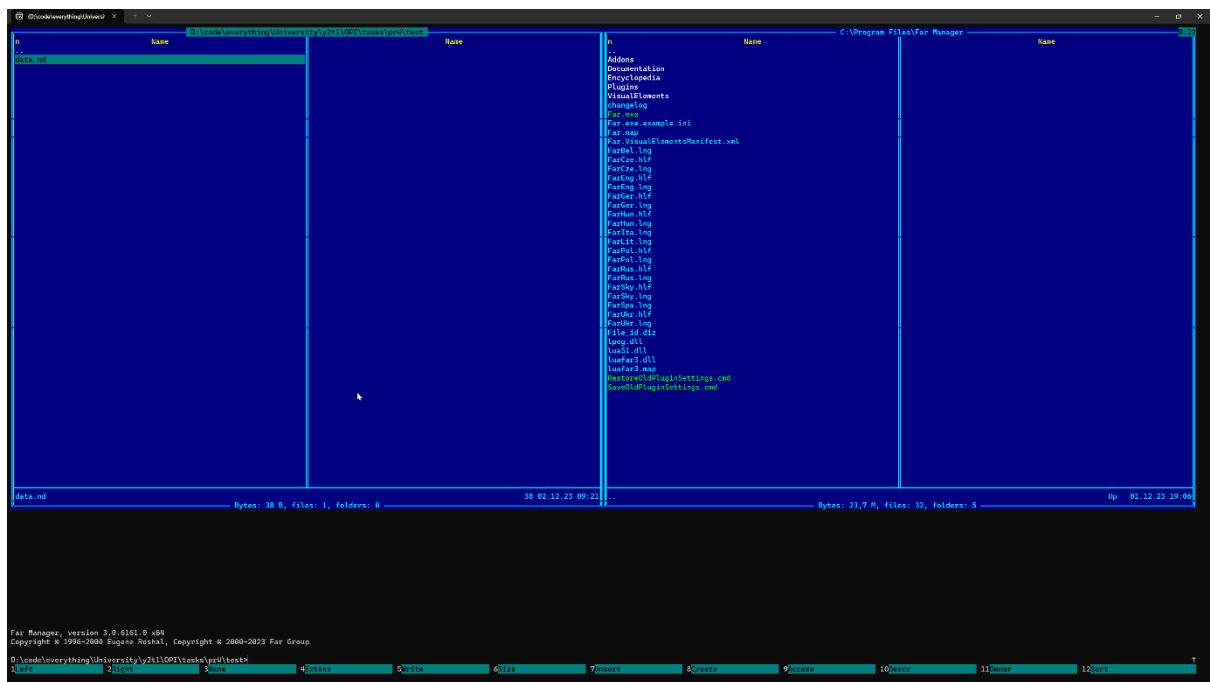 D:\code\everything\Universi
D:\code\everything\University\y2t1\OPI\tasks\pr4\test
n Name Name
..
data.md
data.md 38 02.12.23 09:21
Bytes: 38 B, files: 1, folders: 0
C:\Program Files\Far Manager
n Name Name
..
Addons
Documentation
Encyclopedia
Plugins
VisualElements
changelog
Far.exe
Far.exe.example.ini
Far.map
Far.VisualElementsManifest.xml
FarBel.lng
FarCze.hlf
FarCze.lng
FarEng.hlf
FarEng.lng
FarGer.hlf
FarGer.lng
FarHun.hlf
FarHun.lng
FarIta.lng
FarLit.lng
FarPol.hlf
FarPol.lng
FarRus.hlf
FarRus.lng
FarSky.hlf
FarSky.lng
FarSpa.lng
FarUkr.hlf
FarUkr.lng
File_id.diz
lpeg.dll
lua51.dll
luafar3.dll
luafar3.map
RestoreOldPluginSettings.cmd
SaveOldPluginSettings.cmd
.. Up 01.12.23 19:06
Bytes: 23,7 M, files: 32, folders: 5
Far Manager, version 3.0.6161.0 x64
Copyright © 1996-2000 Eugene Roshal, Copyright © 2000-2023 Far Group
D:\code\everything\University\y2t1\OPI\tasks\pr4\test>
1Left 2Right 3Name 4Extens 5Write 6Size 7Unsort 8Creatn 9Access 10Descr 11Owner 12Sort